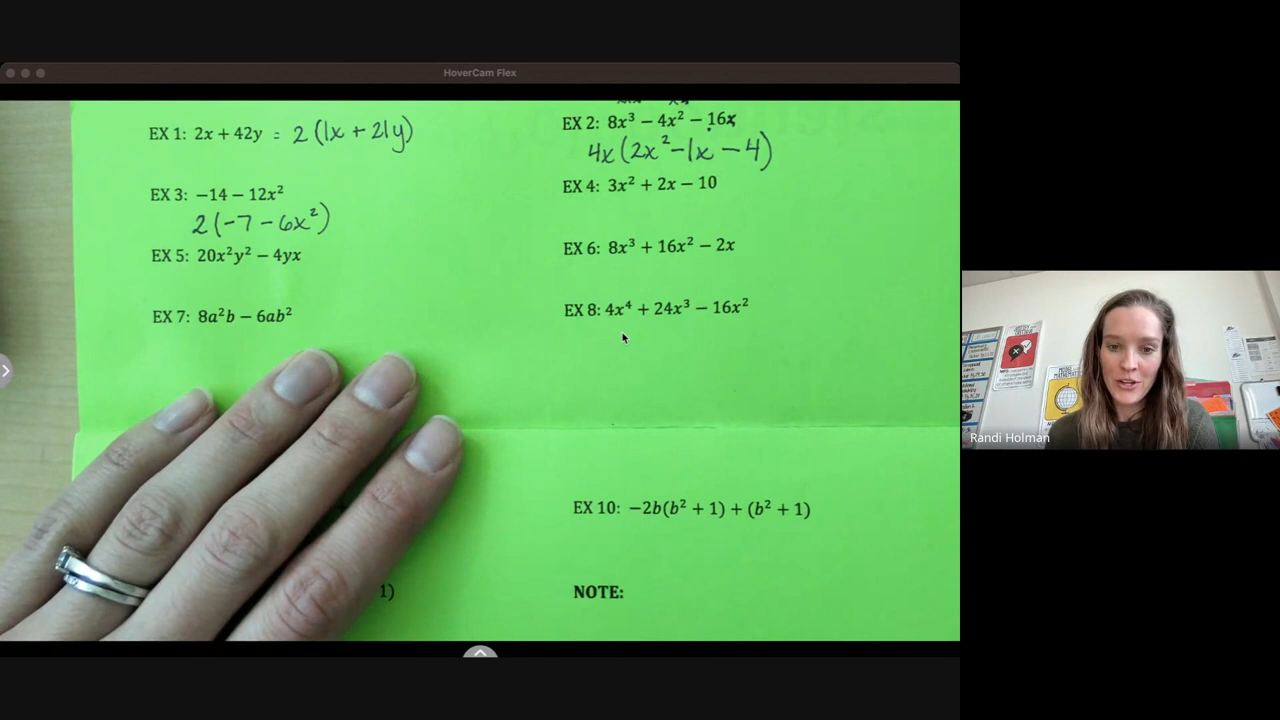 HoverCam Flex
EX 1: 2x + 42y = 2 (1x + 21y)
EX 2: 8x³ − 4x² − 16x
4x (2x² − 1x − 4)
EX 3: −14 − 12x²
2 (−7 − 6x²)
EX 4: 3x² + 2x − 10
EX 5: 20x²y² − 4yx
EX 6: 8x³ + 16x² − 2x
EX 7: 8a²b − 6ab²
EX 8: 4x⁴ + 24x³ − 16x²
EX 10: −2b(b² + 1) + (b² + 1)
1)
NOTE:
Randi Holman